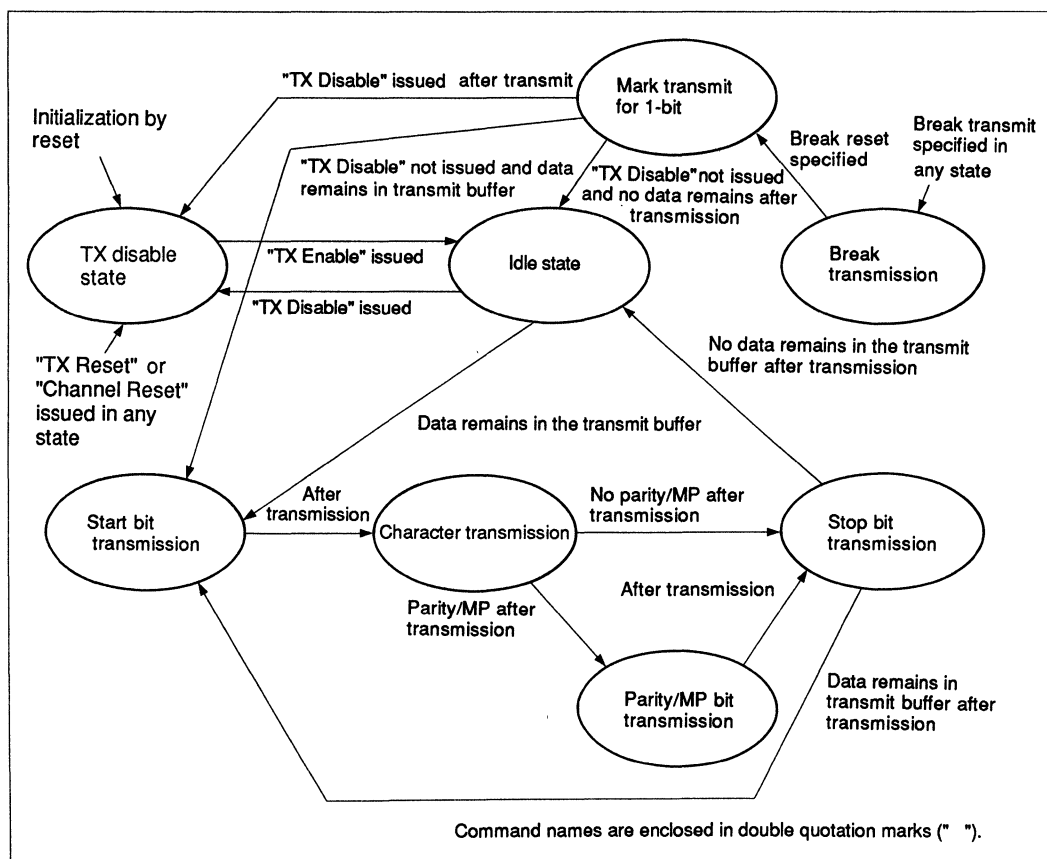 "TX Disable" issued after transmit
Mark transmit
for 1-bit
Initialization by
reset
Break transmit
specified in
any state
Break reset
specified
"TX Disable" not issued and data
remains in transmit buffer
"TX Disable"not issued
and no data remains after
transmission
TX disable
state
"TX Enable" issued
Idle state
Break
transmission
"TX Disable" issued
No data remains in the transmit
buffer after transmission
"TX Reset" or
"Channel Reset"
issued in any
state
Data remains in the transmit buffer
After
transmission
No parity/MP after
transmission
Start bit
transmission
Character transmission
Stop bit
transmission
Parity/MP after
transmission
After transmission
Parity/MP bit
transmission
Data remains in
transmit buffer after
transmission
Command names are enclosed in double quotation marks (" ").